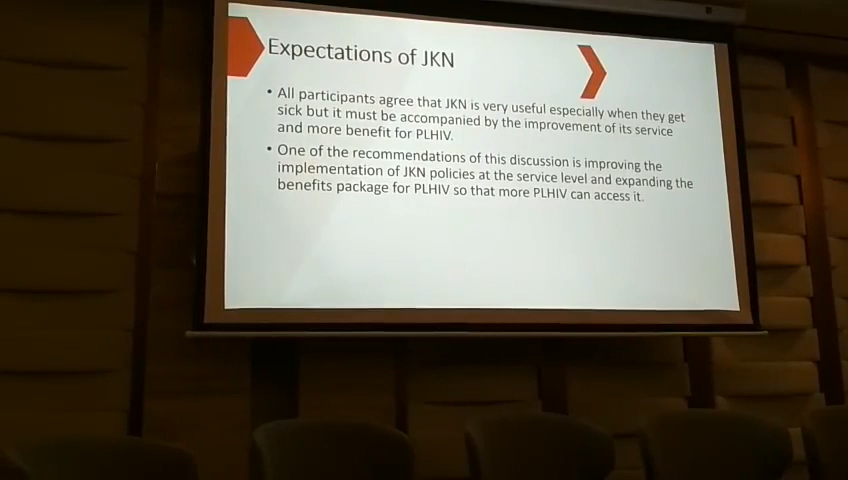 Expectations of JKN
• All participants agree that JKN is very useful especially when they get
sick but it must be accompanied by the improvement of its service
and more benefit for PLHIV.
• One of the recommendations of this discussion is improving the
implementation of JKN policies at the service level and expanding the
benefits package for PLHIV so that more PLHIV can access it.